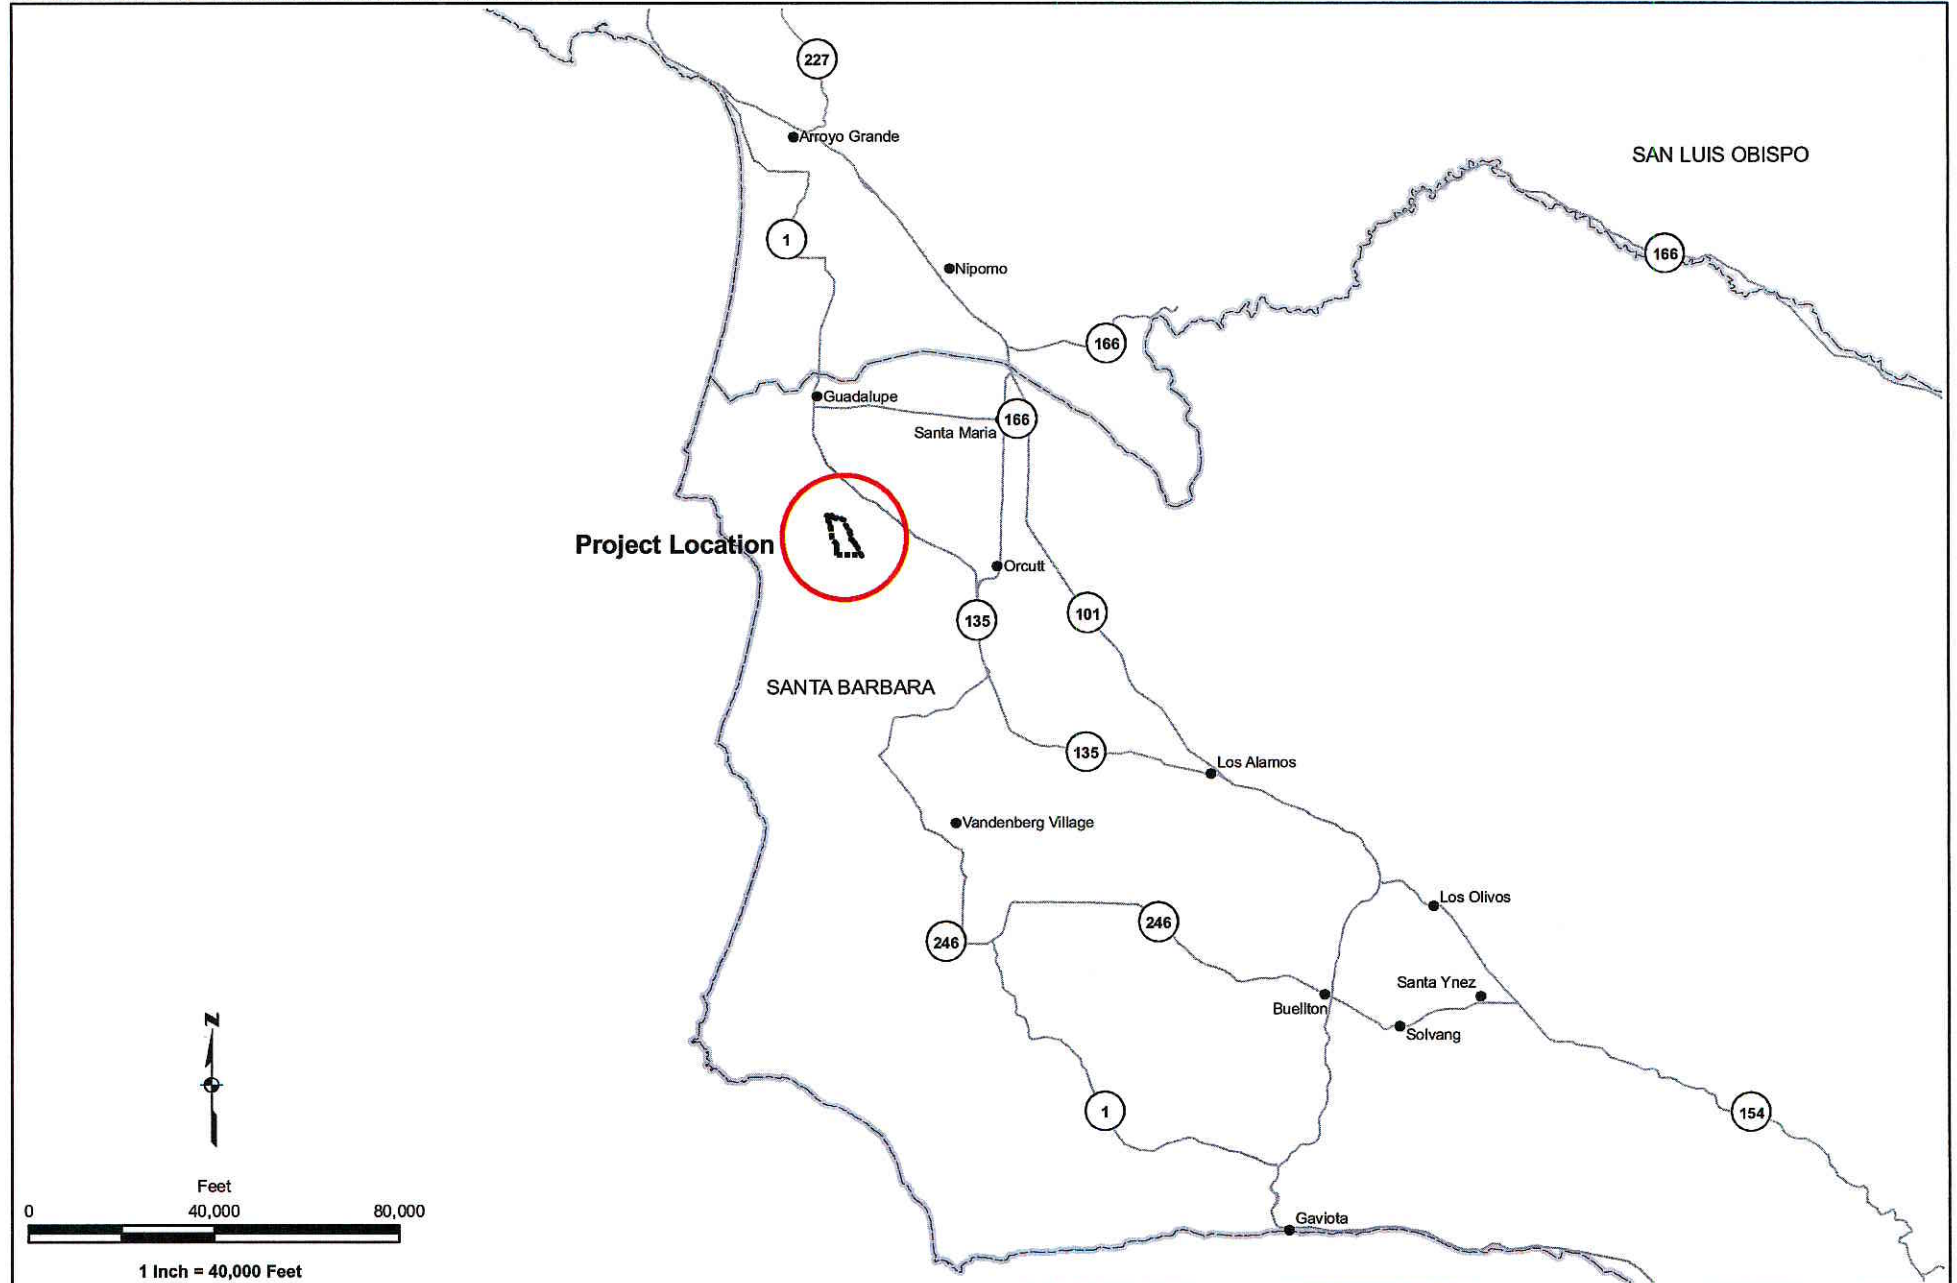 227
Arroyo Grande
SAN LUIS OBISPO
1
166
Nipomo
166
Guadalupe
166
Santa Maria
Project Location
Orcutt
135
101
SANTA BARBARA
135
Los Alamos
Vandenberg Village
Los Olivos
246
246
Santa Ynez
Buellton
Solvang
N
1
154
Feet
0 40,000 80,000
Gaviota
1 Inch = 40,000 Feet